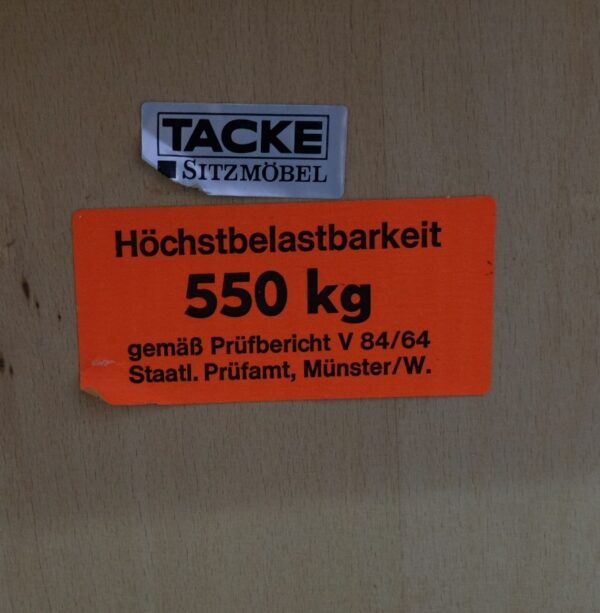 TACKE
SITZMÖBEL
Höchstbelastbarkeit
550 kg
gemäß Prüfbericht V 84/64
Staatl. Prüfamt, Münster/W.